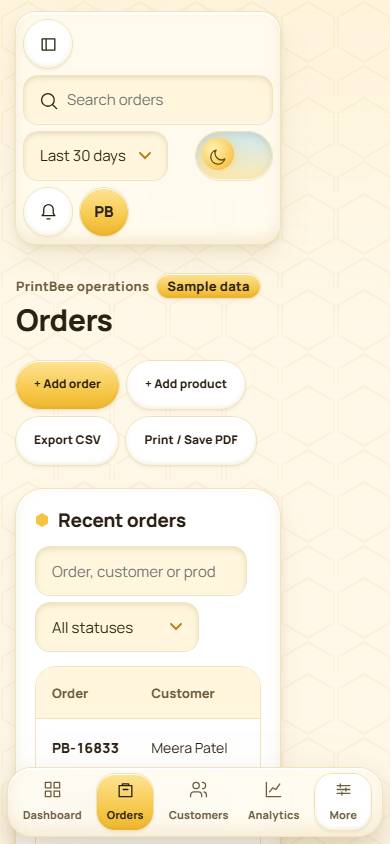 Search orders
Last 30 days
PB
PrintBee operations Sample data
Orders
+ Add order + Add product
Export CSV Print / Save PDF
Recent orders
Order, customer or prod
All statuses
Order Customer
PB-16833 Meera Patel
Dashboard Orders Customers Analytics More